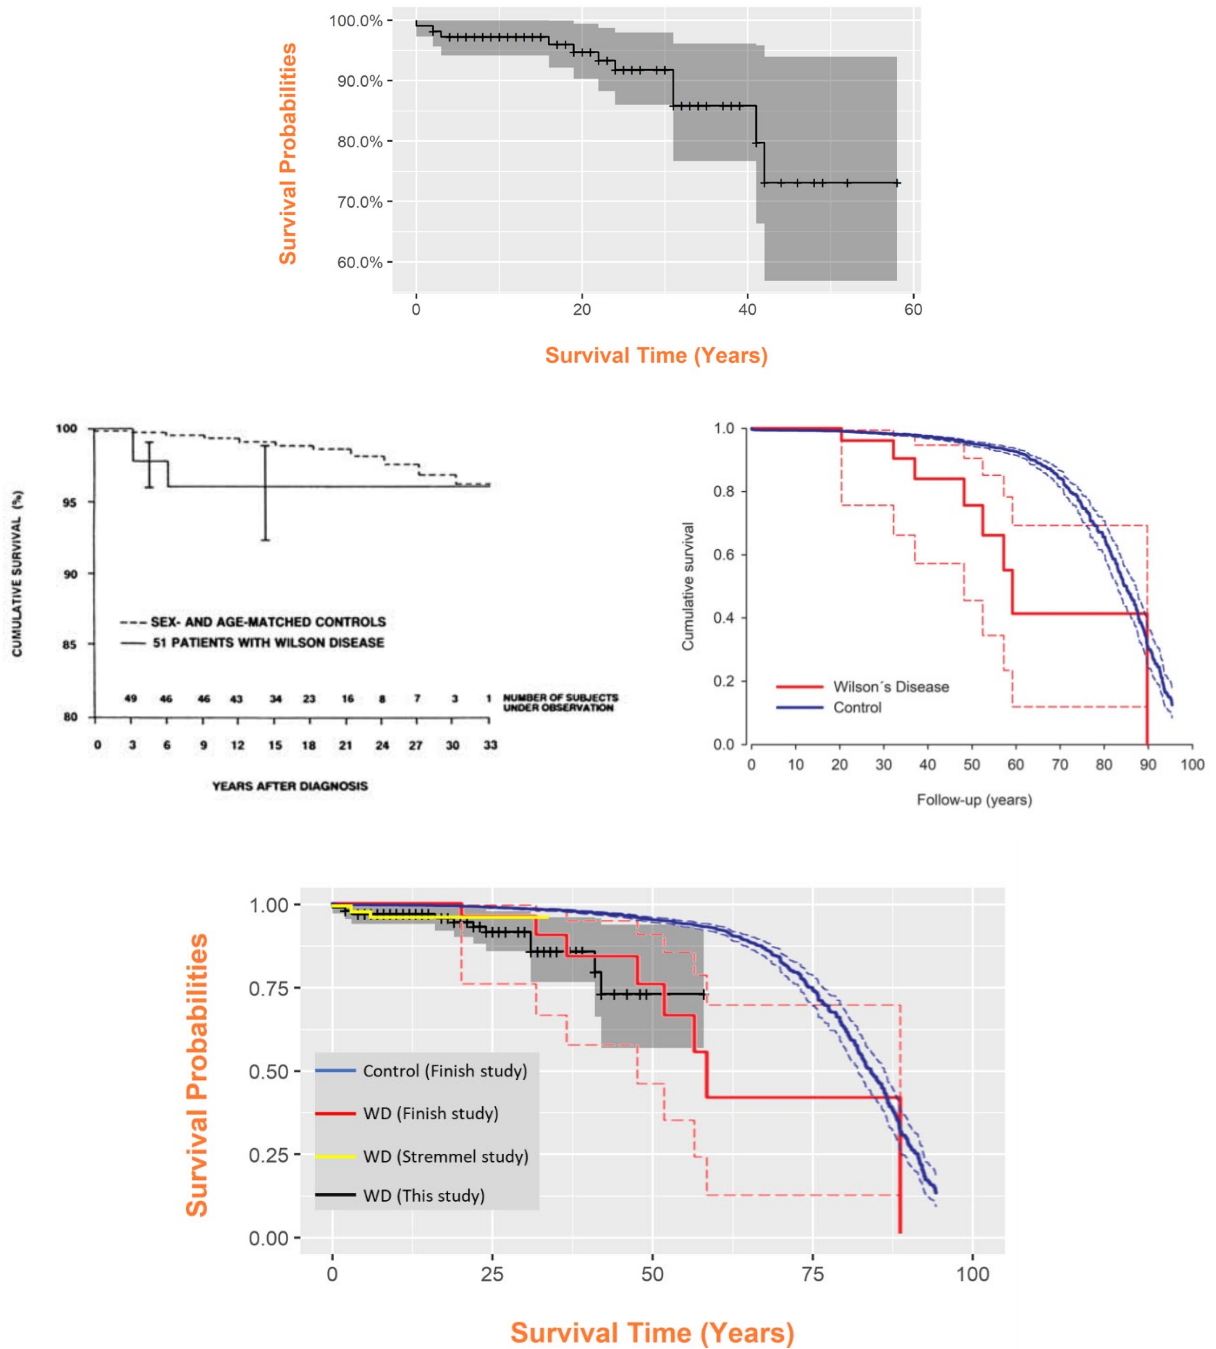 100.0%
90.0%
80.0%
70.0%
60.0%
Survival Probabilities
0 20 40 60
Survival Time (Years)
100
95
90
85
80
CUMULATIVE SURVIVAL (%)
SEX- AND AGE-MATCHED CONTROLS
51 PATIENTS WITH WILSON DISEASE
49 46 46 43 34 23 16 8 7 3 1 NUMBER OF SUBJECTS
UNDER OBSERVATION
0 3 6 9 12 15 18 21 24 27 30 33
YEARS AFTER DIAGNOSIS
1.0
0.8
0.6
0.4
0.2
0.0
Cumulative survival
Wilson´s Disease
Control
0 10 20 30 40 50 60 70 80 90 100
Follow-up (years)
1.00
0.75
0.50
0.25
0.00
Survival Probabilities
Control (Finish study)
WD (Finish study)
WD (Stremmel study)
WD (This study)
0 25 50 75 100
Survival Time (Years)